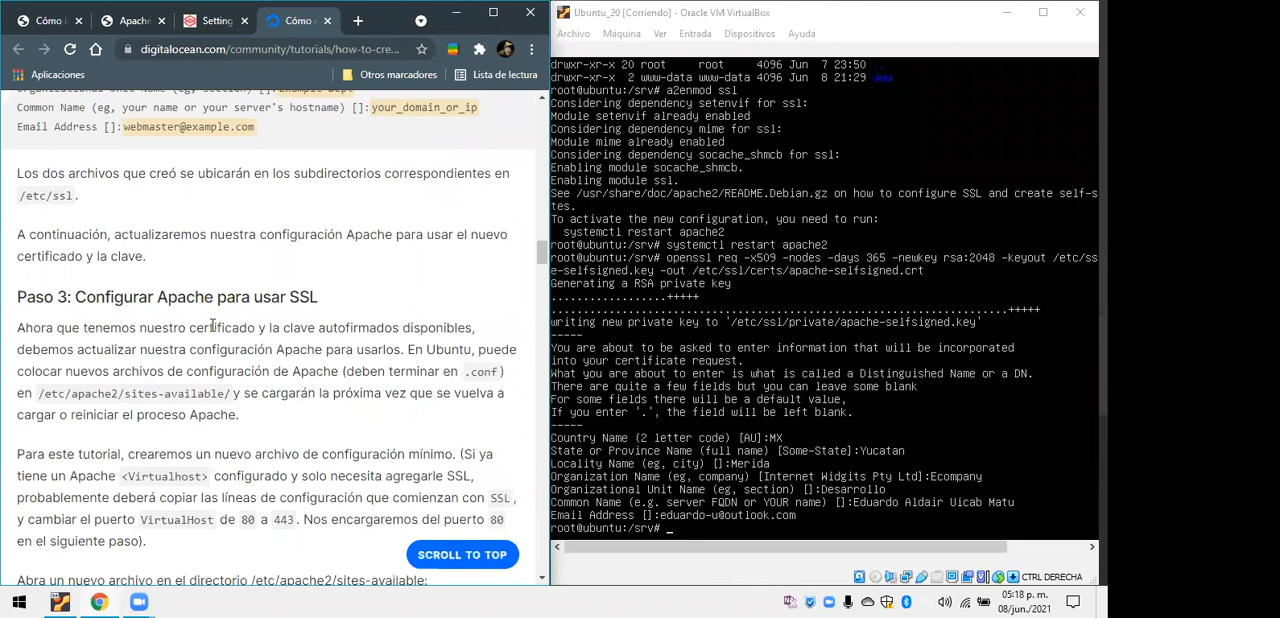 Cómo i
Apache
Setting
Cómo c
digitalocean.com/community/tutorials/how-to-cre...
Aplicaciones
Otros marcadores
Lista de lectura
Organizational Unit Name (eg, section) []:Example Dept
Common Name (eg, your name or your server's hostname) []:your_domain_or_ip
Email Address []:webmaster@example.com
Los dos archivos que creó se ubicarán en los subdirectorios correspondientes en
/etc/ssl.
A continuación, actualizaremos nuestra configuración Apache para usar el nuevo
certificado y la clave.
Paso 3: Configurar Apache para usar SSL
Ahora que tenemos nuestro certificado y la clave autofirmados disponibles,
debemos actualizar nuestra configuración Apache para usarlos. En Ubuntu, puede
colocar nuevos archivos de configuración de Apache (deben terminar en .conf)
en /etc/apache2/sites-available/ y se cargarán la próxima vez que se vuelva a
cargar o reiniciar el proceso Apache.
Para este tutorial, crearemos un nuevo archivo de configuración mínimo. (Si ya
tiene un Apache <Virtualhost> configurado y solo necesita agregarle SSL,
probablemente deberá copiar las líneas de configuración que comienzan con SSL,
y cambiar el puerto VirtualHost de 80 a 443. Nos encargaremos del puerto 80
en el siguiente paso).
SCROLL TO TOP
Abra un nuevo archivo en el directorio /etc/apache2/sites-available:
Ubuntu_20 [Corriendo] - Oracle VM VirtualBox
Archivo Máquina Ver Entrada Dispositivos Ayuda
drwxr-xr-x 20 root root 4096 Jun 7 23:50 ..
drwxr-xr-x 2 www-data www-data 4096 Jun 8 21:29 www
root@ubuntu:/srv# a2enmod ssl
Considering dependency setenvif for ssl:
Module setenvif already enabled
Considering dependency mime for ssl:
Module mime already enabled
Considering dependency socache_shmcb for ssl:
Enabling module socache_shmcb.
Enabling module ssl.
See /usr/share/doc/apache2/README.Debian.gz on how to configure SSL and create self-s
tes.
To activate the new configuration, you need to run:
systemctl restart apache2
root@ubuntu:/srv# systemctl restart apache2
root@ubuntu:/srv# openssl req -x509 -nodes -days 365 -newkey rsa:2048 -keyout /etc/ss
e-selfsigned.key -out /etc/ssl/certs/apache-selfsigned.crt
Generating a RSA private key
..................+++++
........................................................................+++++
writing new private key to '/etc/ssl/private/apache-selfsigned.key'
-----
You are about to be asked to enter information that will be incorporated
into your certificate request.
What you are about to enter is what is called a Distinguished Name or a DN.
There are quite a few fields but you can leave some blank
For some fields there will be a default value,
If you enter '.', the field will be left blank.
-----
Country Name (2 letter code) [AU]:MX
State or Province Name (full name) [Some-State]:Yucatan
Locality Name (eg, city) []:Merida
Organization Name (eg, company) [Internet Widgits Pty Ltd]:Ecompany
Organizational Unit Name (eg, section) []:Desarrollo
Common Name (e.g. server FQDN or YOUR name) []:Eduardo Aldair Uicab Matu
Email Address []:eduardo-u@outlook.com
root@ubuntu:/srv# _
CTRL DERECHA
05:18 p. m.
08/jun./2021